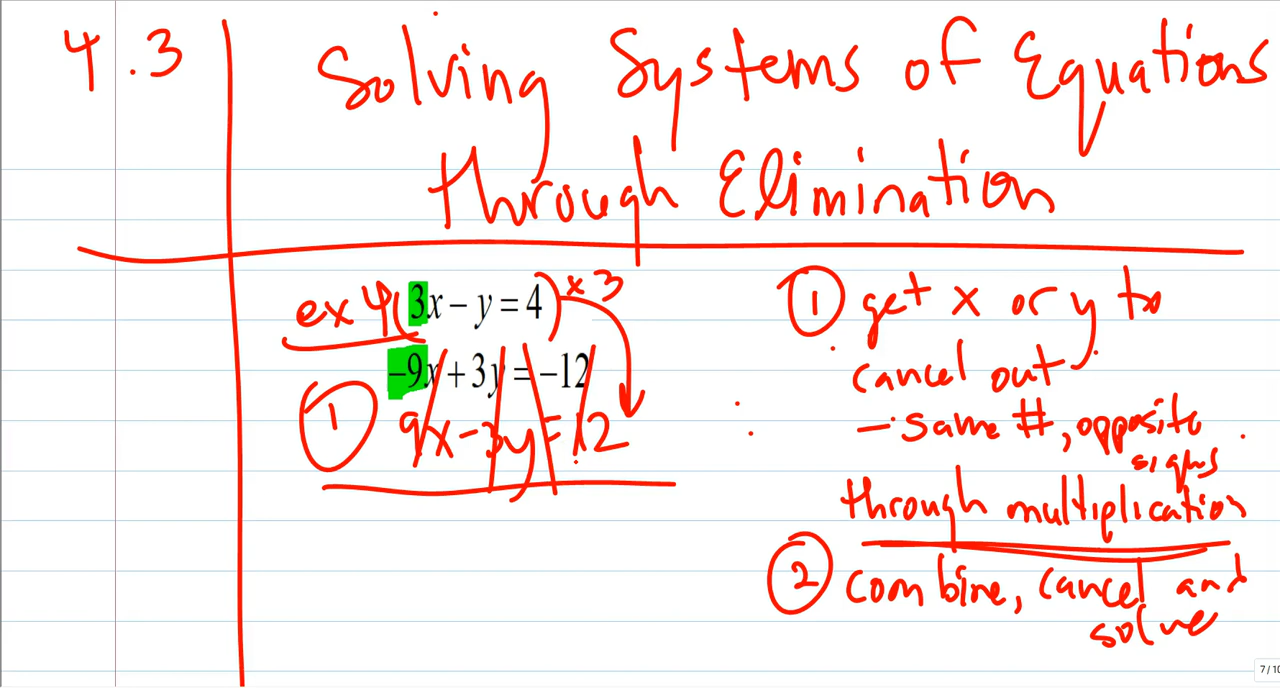 4.3
Solving Systems of Equations
through Elimination
ex 4 (3x − y = 4) × 3
−9x + 3y = −12
① 9x − 3y = 12
① get x or y to
cancel out
— same #, opposite
signs
through multiplication
② combine, cancel and
solve
7/10